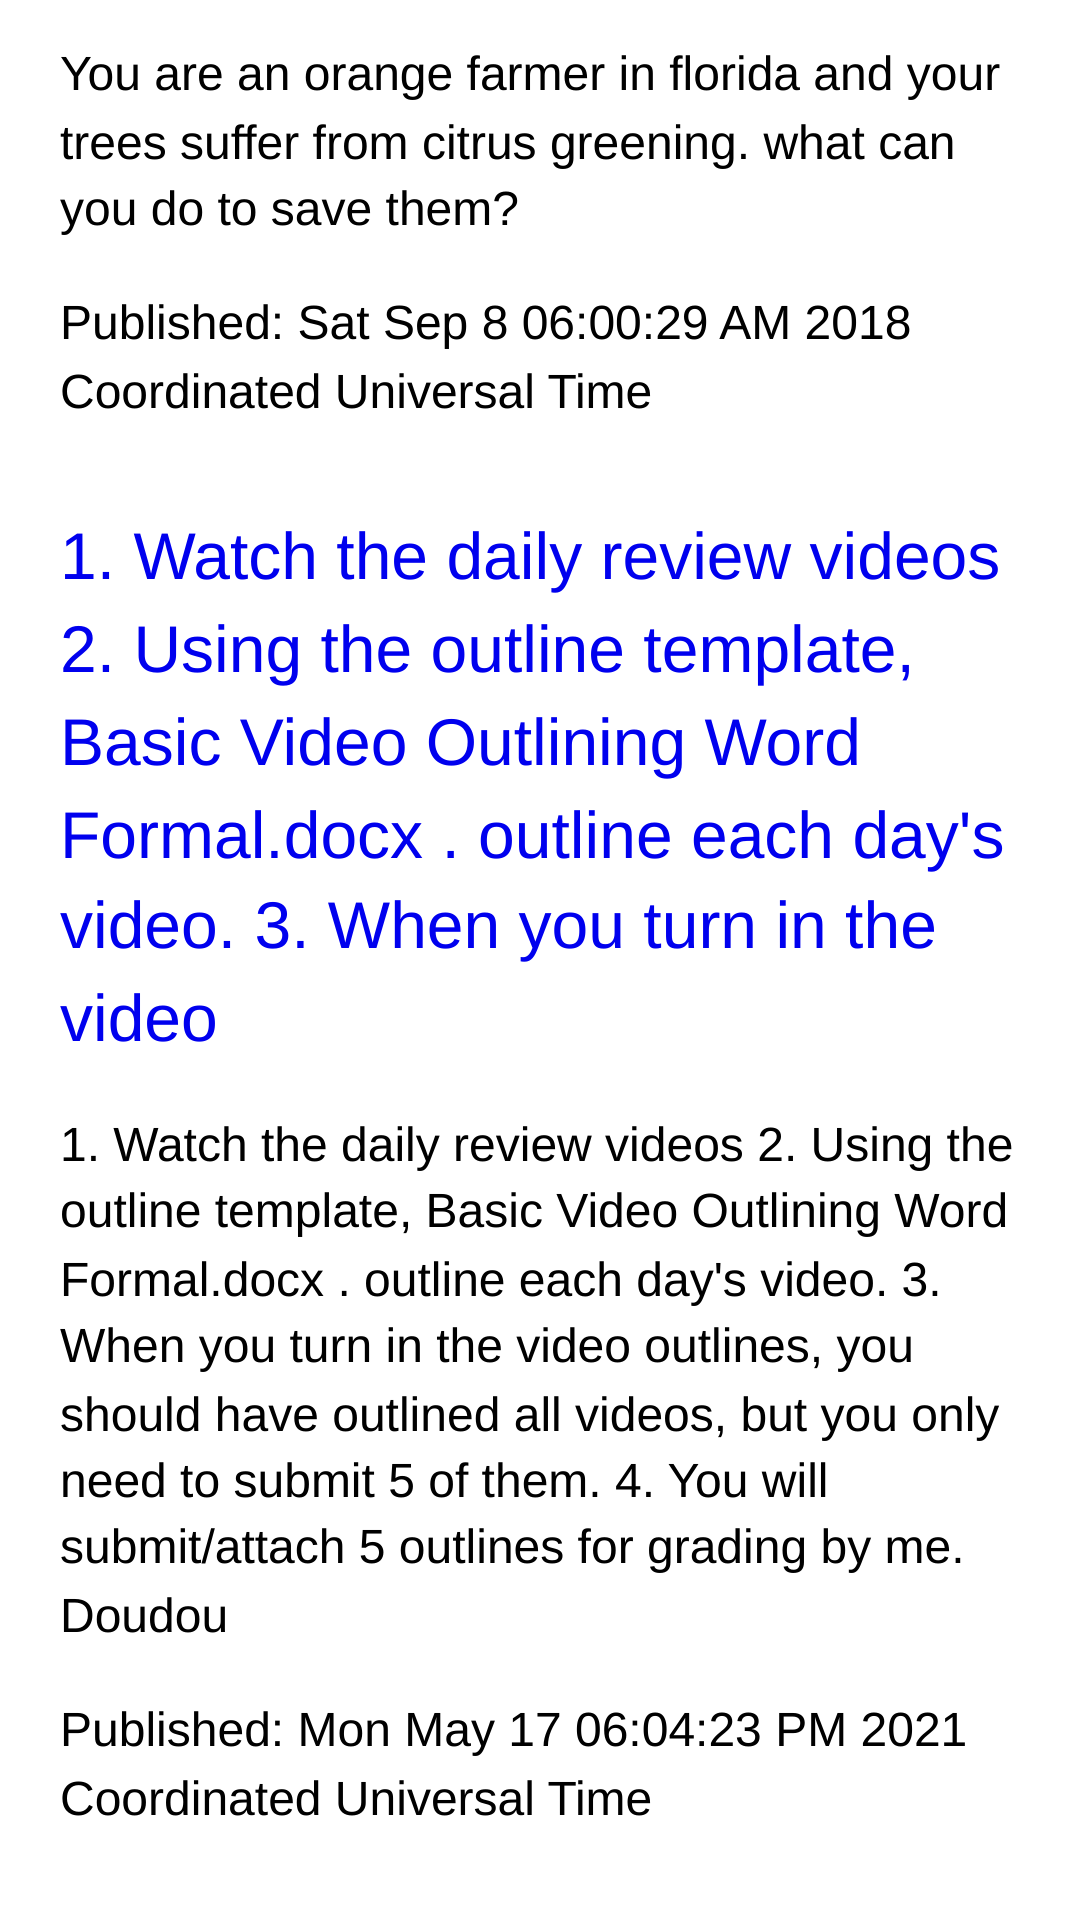 You are an orange farmer in florida and your
trees suffer from citrus greening. what can
you do to save them?
Published: Sat Sep 8 06:00:29 AM 2018
Coordinated Universal Time
1. Watch the daily review videos
2. Using the outline template,
Basic Video Outlining Word
Formal.docx . outline each day's
video. 3. When you turn in the
video
1. Watch the daily review videos 2. Using the
outline template, Basic Video Outlining Word
Formal.docx . outline each day's video. 3.
When you turn in the video outlines, you
should have outlined all videos, but you only
need to submit 5 of them. 4. You will
submit/attach 5 outlines for grading by me.
Doudou
Published: Mon May 17 06:04:23 PM 2021
Coordinated Universal Time